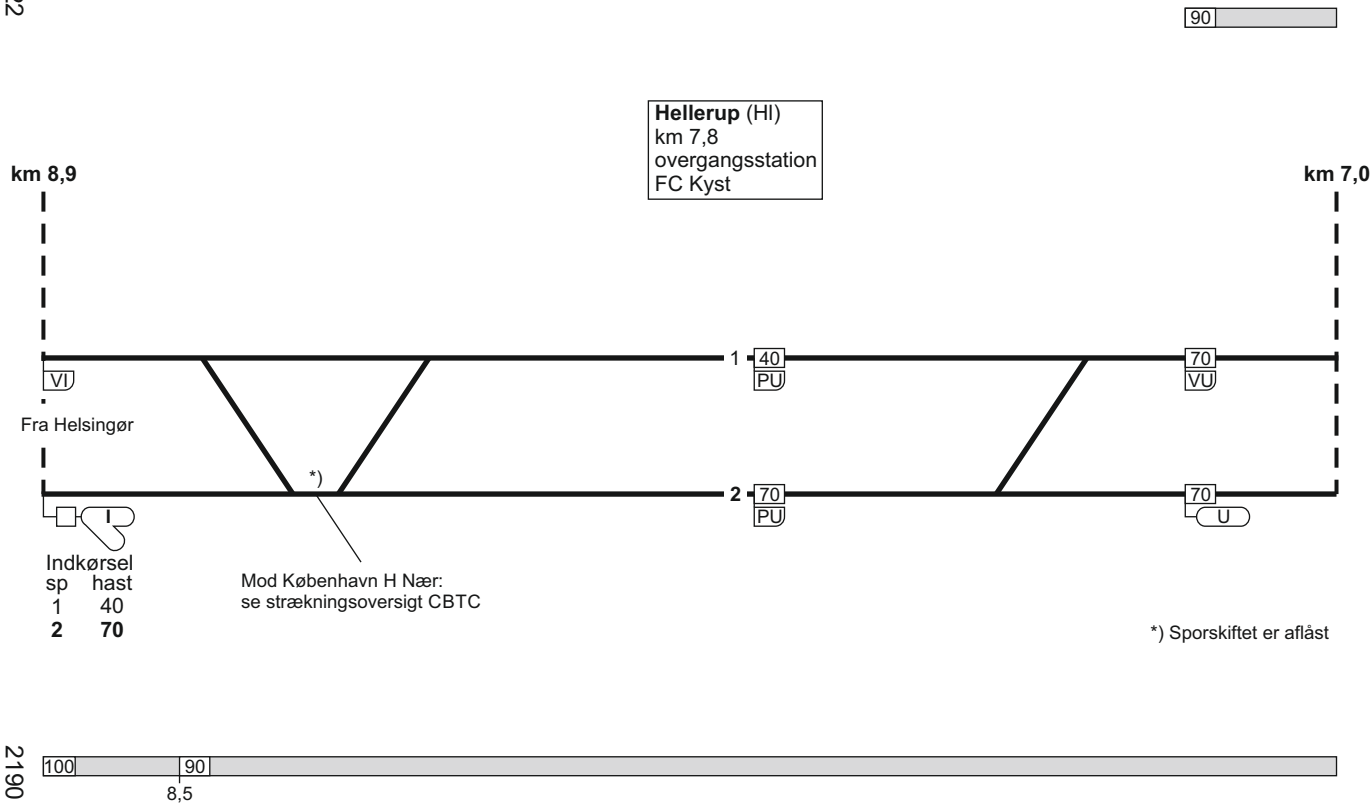 90
Hellerup (Hl)
km 7,8
overgangsstation
FC Kyst
km 8,9
km 7,0
1 40
PU
70
VU
VI
Fra Helsingør
*)
2 70
PU
70
U
I
Indkørsel
sp hast
1 40
2 70
Mod København H Nær:
se strækningsoversigt CBTC
*) Sporskiftet er aflåst
2190
100
90
8,5